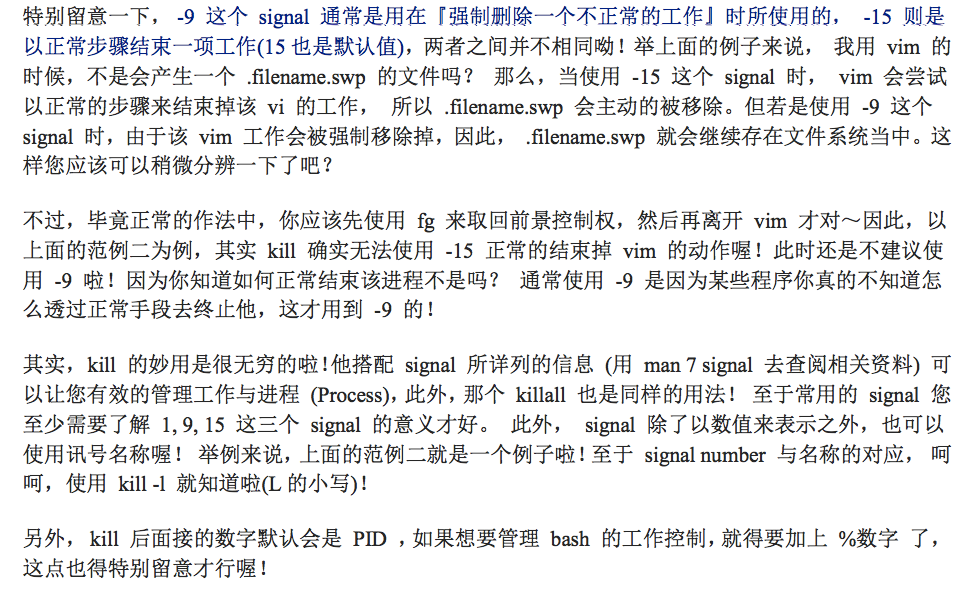 特别留意一下， -9 这个 signal 通常是用在『强制删除一个不正常的工作』时所使用的， -15 则是
以正常步骤结束一项工作(15 也是默认值)，两者之间并不相同呦！举上面的例子来说， 我用 vim 的
时候，不是会产生一个 .filename.swp 的文件吗？ 那么，当使用 -15 这个 signal 时， vim 会尝试
以正常的步骤来结束掉该 vi 的工作， 所以 .filename.swp 会主动的被移除。但若是使用 -9 这个
signal 时，由于该 vim 工作会被强制移除掉，因此， .filename.swp 就会继续存在文件系统当中。这
样您应该可以稍微分辨一下了吧？
不过，毕竟正常的作法中，你应该先使用 fg 来取回前景控制权，然后再离开 vim 才对～因此，以
上面的范例二为例，其实 kill 确实无法使用 -15 正常的结束掉 vim 的动作喔！此时还是不建议使
用 -9 啦！因为你知道如何正常结束该进程不是吗？ 通常使用 -9 是因为某些程序你真的不知道怎
么透过正常手段去终止他，这才用到 -9 的！
其实，kill 的妙用是很无穷的啦！他搭配 signal 所详列的信息 (用 man 7 signal 去查阅相关资料) 可
以让您有效的管理工作与进程 (Process)，此外，那个 killall 也是同样的用法！ 至于常用的 signal 您
至少需要了解 1, 9, 15 这三个 signal 的意义才好。 此外， signal 除了以数值来表示之外，也可以
使用讯号名称喔！ 举例来说，上面的范例二就是一个例子啦！至于 signal number 与名称的对应， 呵
呵，使用 kill -l 就知道啦(L 的小写)！
另外， kill 后面接的数字默认会是 PID ，如果想要管理 bash 的工作控制，就得要加上 %数字 了，
这点也得特别留意才行喔！